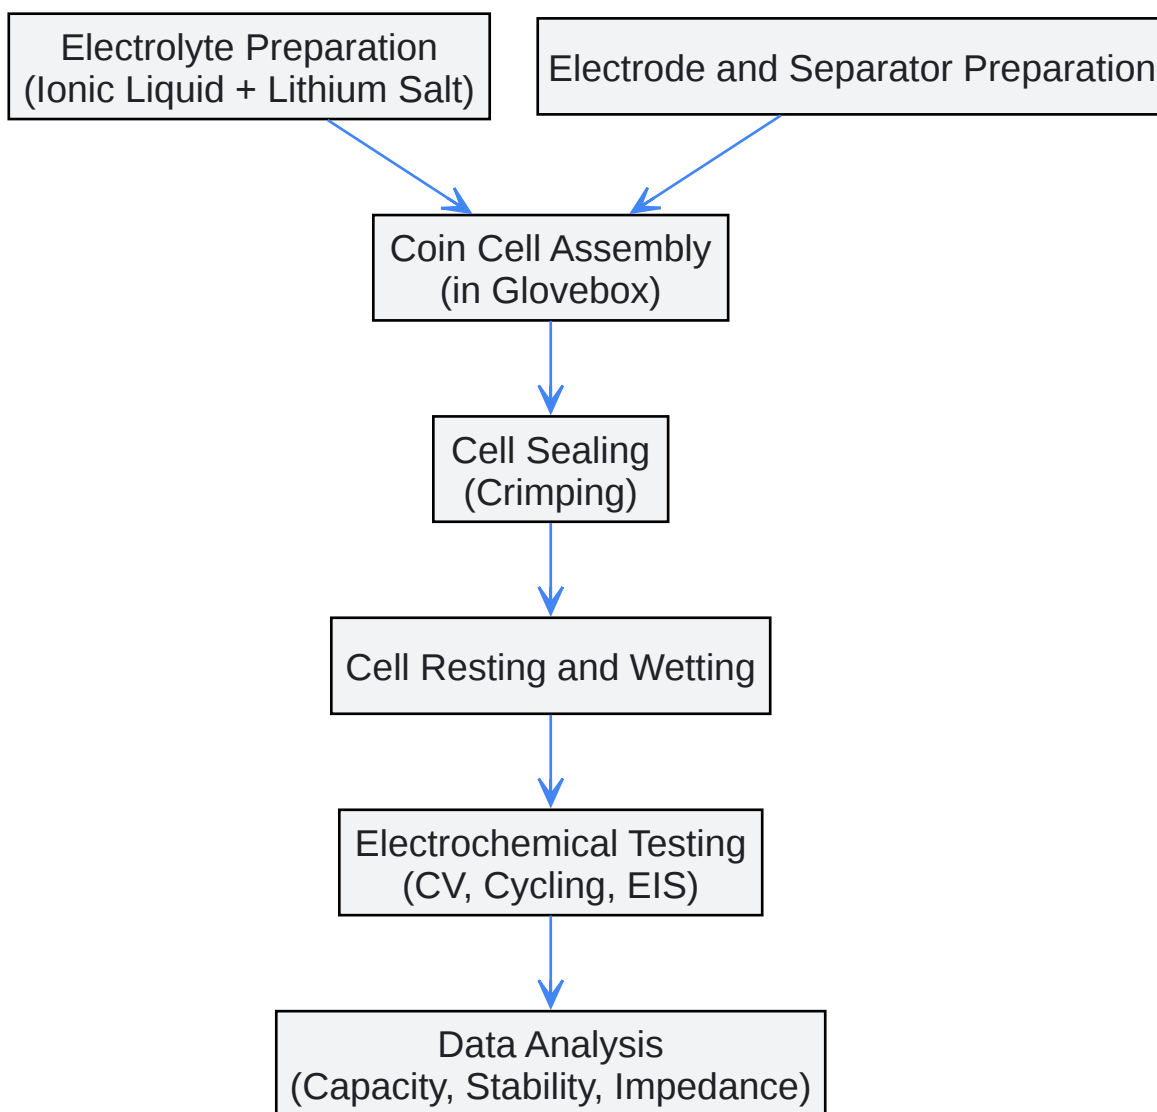 Electrolyte Preparation
(Ionic Liquid + Lithium Salt)
Electrode and Separator Preparation
Coin Cell Assembly
(in Glovebox)
Cell Sealing
(Crimping)
Cell Resting and Wetting
Electrochemical Testing
(CV, Cycling, EIS)
Data Analysis
(Capacity, Stability, Impedance)